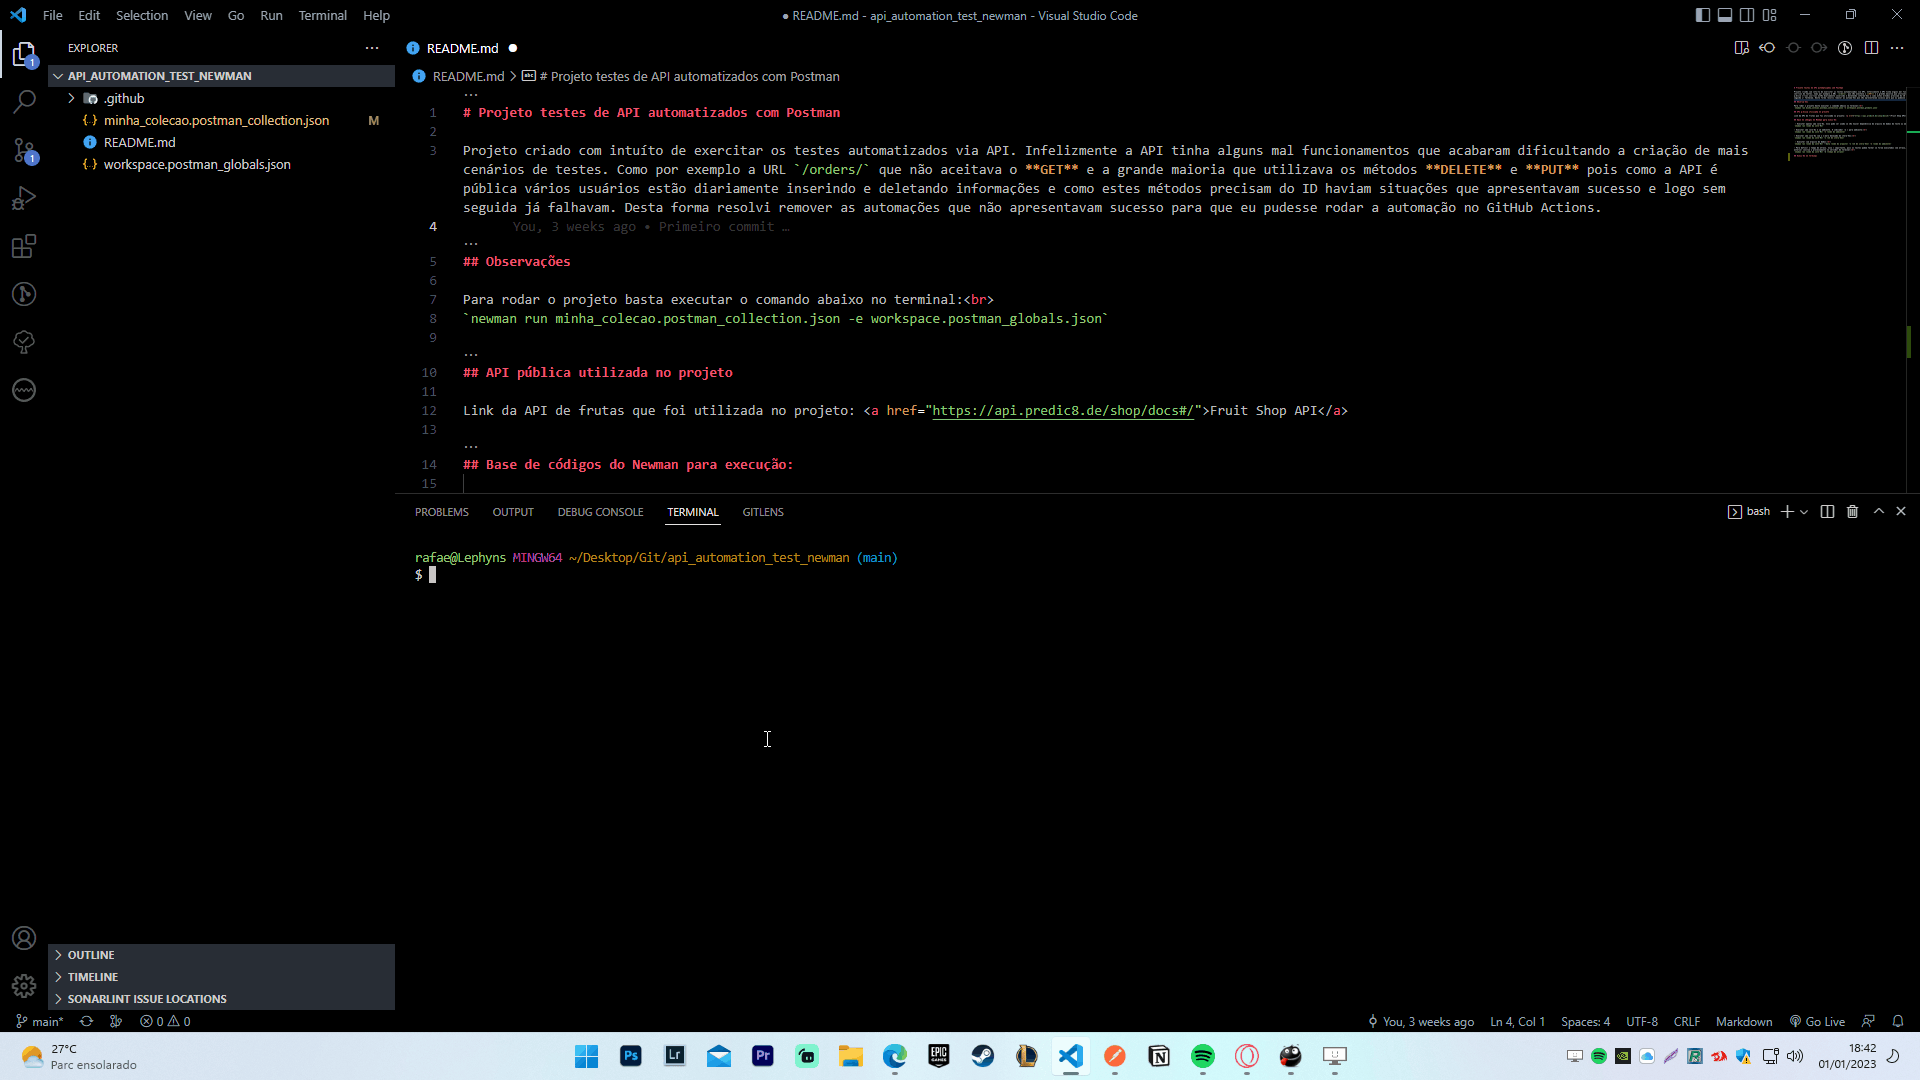 File Edit Selection View Go Run Terminal Help
● README.md - api_automation_test_newman - Visual Studio Code
EXPLORER
API_AUTOMATION_TEST_NEWMAN
.github
minha_colecao.postman_collection.json M
README.md
workspace.postman_globals.json
1
1
README.md ●
README.md > # Projeto testes de API automatizados com Postman
...
1 # Projeto testes de API automatizados com Postman
2
3 Projeto criado com intuíto de exercitar os testes automatizados via API. Infelizmente a API tinha alguns mal funcionamentos que acabaram dificultando a criação de mais
cenários de testes. Como por exemplo a URL `/orders/` que não aceitava o **GET** e a grande maioria que utilizava os métodos **DELETE** e **PUT** pois como a API é
pública vários usuários estão diariamente inserindo e deletando informações e como estes métodos precisam do ID haviam situações que apresentavam sucesso e logo sem
seguida já falhavam. Desta forma resolvi remover as automações que não apresentavam sucesso para que eu pudesse rodar a automação no GitHub Actions.
4 You, 3 weeks ago • Primeiro commit …
...
5 ## Observações
6
7 Para rodar o projeto basta executar o comando abaixo no terminal:<br>
8 `newman run minha_colecao.postman_collection.json -e workspace.postman_globals.json`
9
...
10 ## API pública utilizada no projeto
11
12 Link da API de frutas que foi utilizada no projeto: <a href="https://api.predic8.de/shop/docs#/">Fruit Shop API</a>
13
...
14 ## Base de códigos do Newman para execução:
15
PROBLEMS OUTPUT DEBUG CONSOLE TERMINAL GITLENS
bash
rafae@Lephyns MINGW64 ~/Desktop/Git/api_automation_test_newman (main)
$
OUTLINE
TIMELINE
SONARLINT ISSUE LOCATIONS
main* 0 0
You, 3 weeks ago Ln 4, Col 1 Spaces: 4 UTF-8 CRLF Markdown Go Live
27°C
Parc ensolarado
Ps Lr Pr EPIC GAMES
18:42
01/01/2023